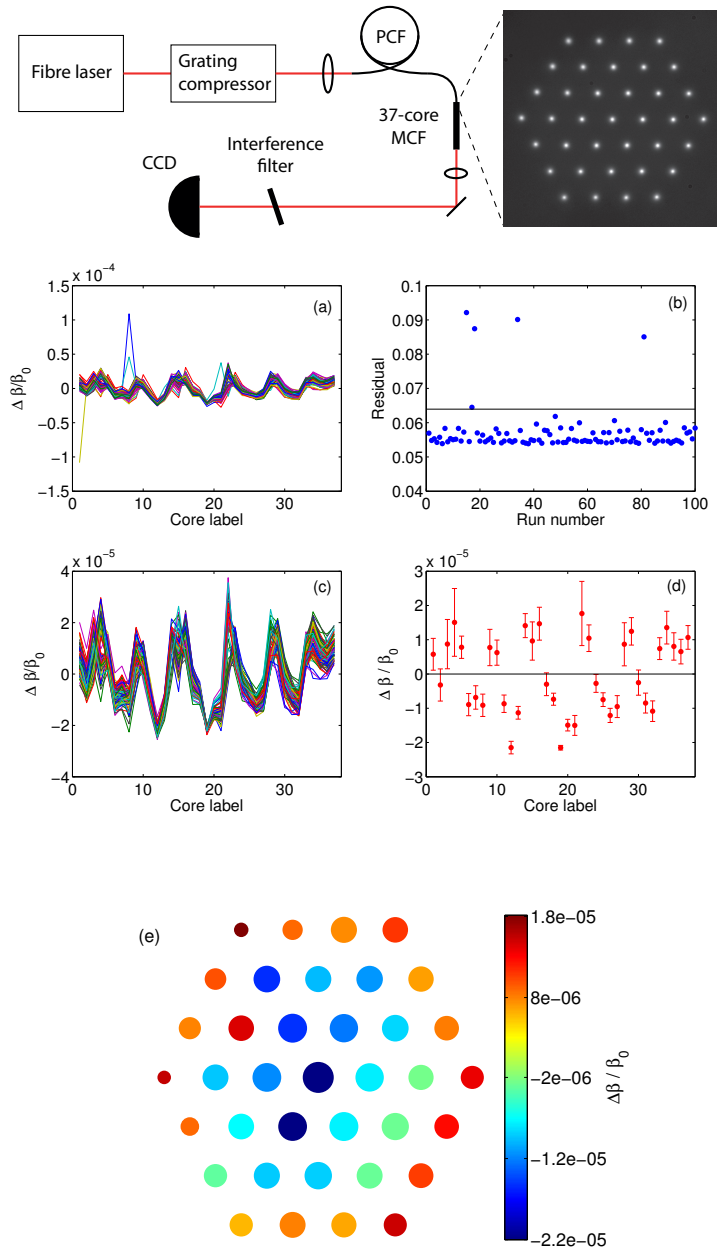 Fibre laser
Grating
compressor
PCF
37-core
MCF
Interference
filter
CCD
x 10⁻⁴
(a)
1.5
1
0.5
0
−0.5
−1
−1.5
Δ β/β₀
0 10 20 30
Core label
(b)
0.1
0.09
0.08
0.07
0.06
0.05
0.04
Residual
0 20 40 60 80 100
Run number
x 10⁻⁵
(c)
4
2
0
−2
−4
Δ β/β₀
0 10 20 30
Core label
x 10⁻⁵
(d)
3
2
1
0
−1
−2
−3
Δ β / β₀
0 10 20 30
Core label
(e)
1.8e−05
8e−06
−2e−06
−1.2e−05
−2.2e−05
Δβ / β₀